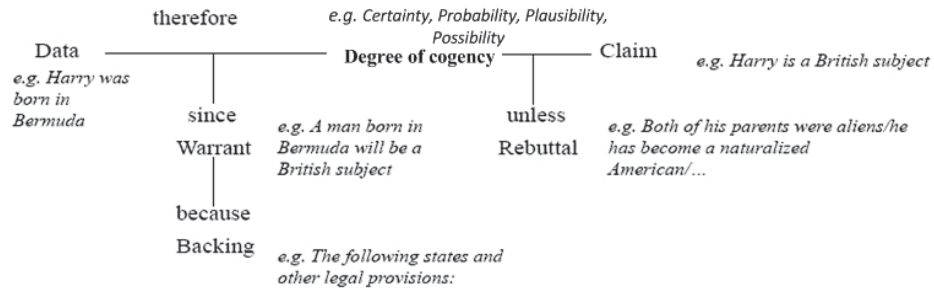 therefore
e.g. Certainty, Probability, Plausibility,
Possibility
Data
Degree of cogency
Claim
e.g. Harry is a British subject
e.g. Harry was
born in
Bermuda
since
Warrant
e.g. A man born in
Bermuda will be a
British subject
unless
Rebuttal
e.g. Both of his parents were aliens/he
has become a naturalized
American/...
because
Backing
e.g. The following states and
other legal provisions: